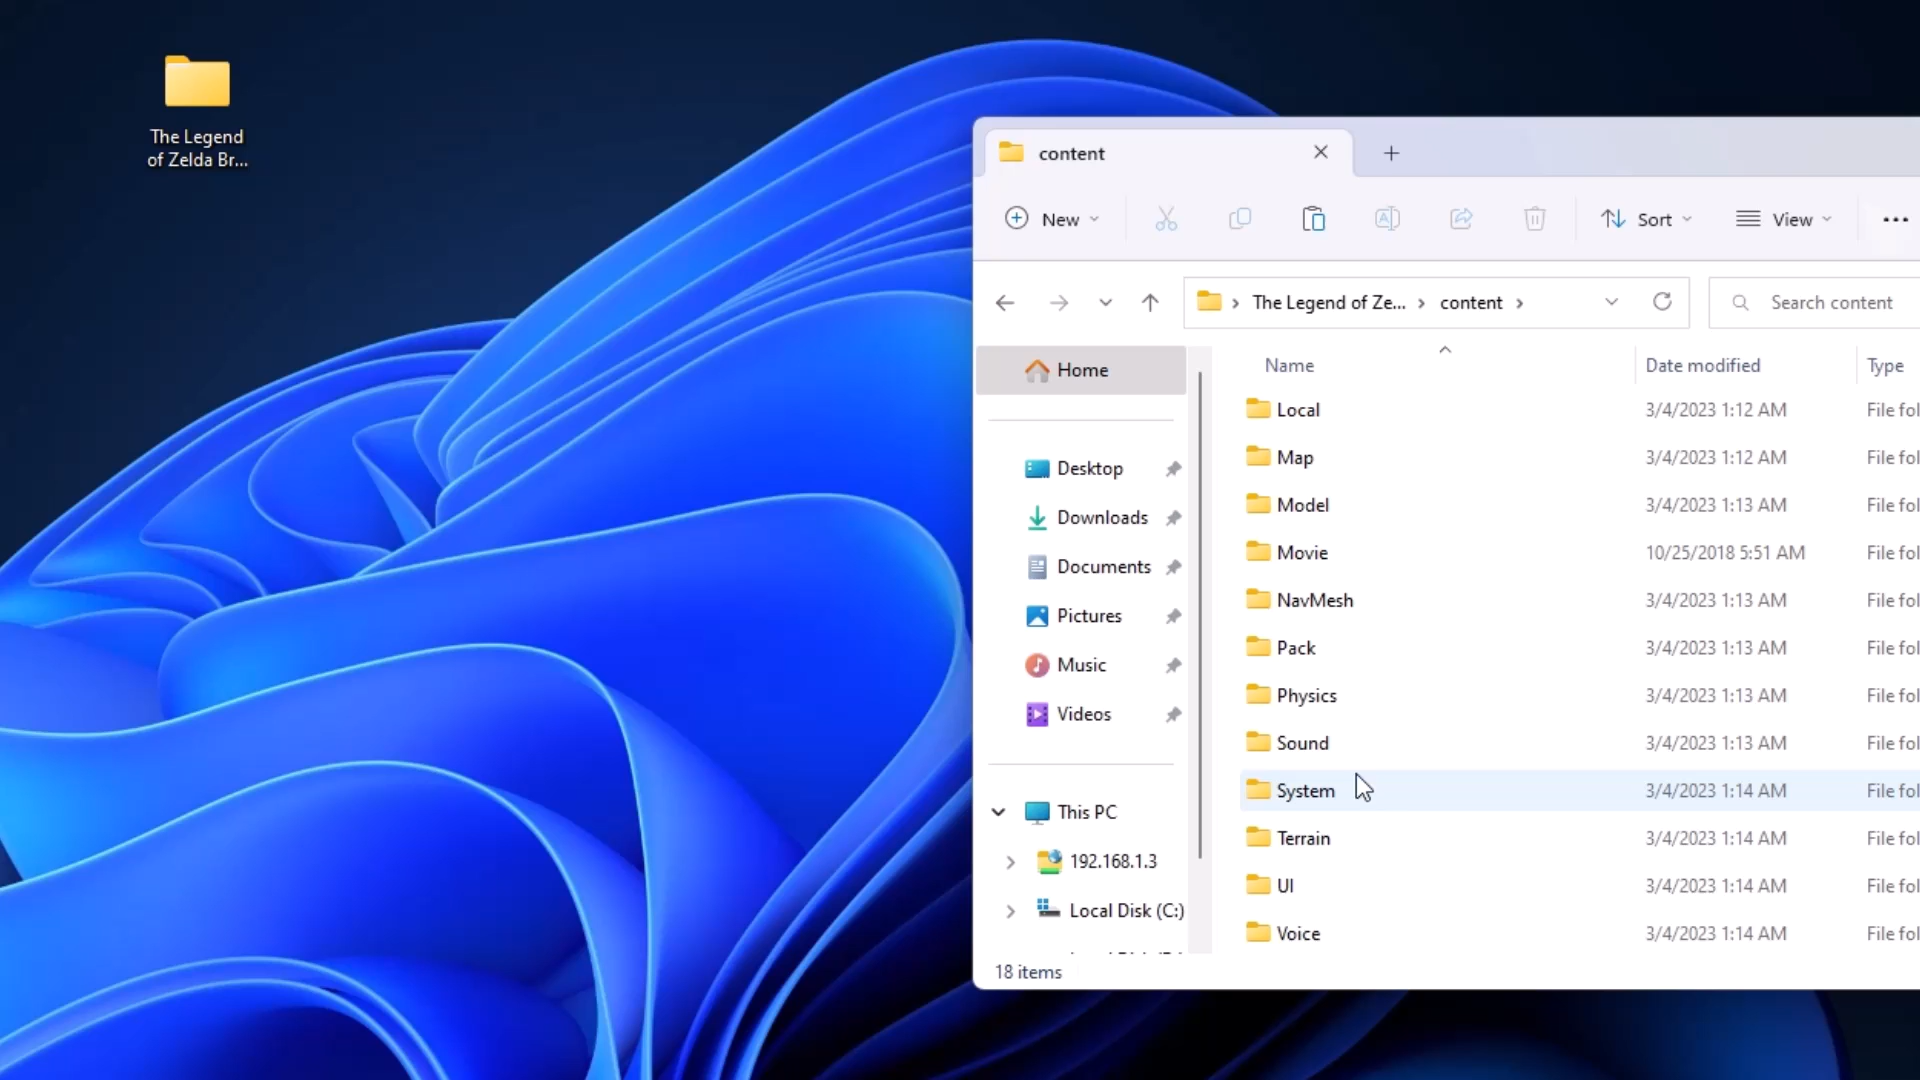 The Legend
of Zelda Br...
content
New
Sort
View
The Legend of Ze...
content
Search content
Home
Desktop
Downloads
Documents
Pictures
Music
Videos
This PC
192.168.1.3
Local Disk (C:)
Name Date modified Type
Local 3/4/2023 1:12 AM File fol
Map 3/4/2023 1:12 AM File fol
Model 3/4/2023 1:13 AM File fol
Movie 10/25/2018 5:51 AM File fol
NavMesh 3/4/2023 1:13 AM File fol
Pack 3/4/2023 1:13 AM File fol
Physics 3/4/2023 1:13 AM File fol
Sound 3/4/2023 1:13 AM File fol
System 3/4/2023 1:14 AM File fol
Terrain 3/4/2023 1:14 AM File fol
UI 3/4/2023 1:14 AM File fol
Voice 3/4/2023 1:14 AM File fol
18 items